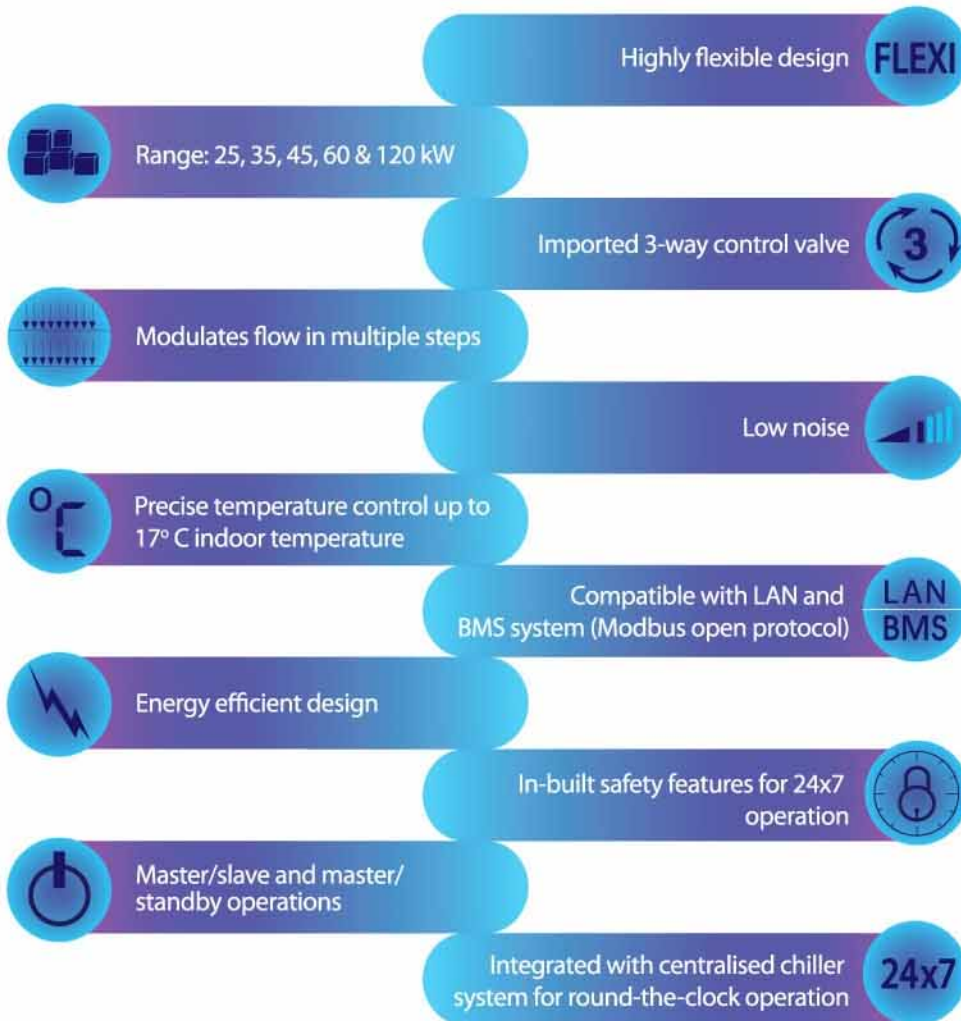 Highly flexible design
FLEXI
Range: 25, 35, 45, 60 & 120 kW
Imported 3-way control valve
3
Modulates flow in multiple steps
Low noise
°C
Precise temperature control up to
17° C indoor temperature
Compatible with LAN and
BMS system (Modbus open protocol)
LAN
BMS
Energy efficient design
In-built safety features for 24x7
operation
Master/slave and master/
standby operations
Integrated with centralised chiller
system for round-the-clock operation
24x7